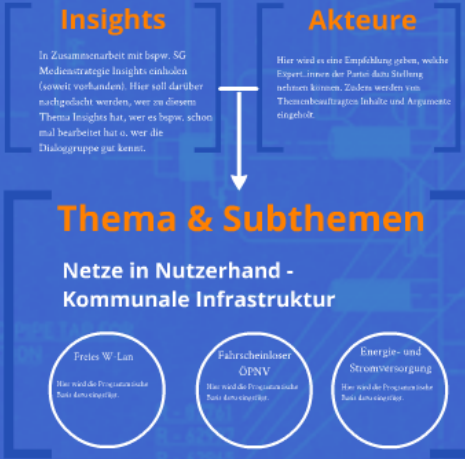 Insights
In Zusammenarbeit mit bspw. SG
Medienstrategie Insights einholen
(soweit vorhanden). Hier soll darüber
nachgedacht werden, wer zu diesem
Thema Insights hat, wer es bspw. schon
mal bearbeitet hat o. wer die
Dialoggruppe gut kennt.
Akteure
Hier wird es eine Empfehlung geben, welche
Expert_innen der Partei dazu Stellung
nehmen können. Zudem werden von
Themenbeauftragten Inhalte und Argumente
eingeholt.
Thema & Subthemen
Netze in Nutzerhand -
Kommunale Infrastruktur
Freies W-Lan
Hier wird die Programmatische
Basis dazu eingefügt.
Fahrscheinloser
ÖPNV
Hier wird die Programmatische
Basis dazu eingefügt.
Energie- und
Stromversorgung
Hier wird die Programmatische
Basis dazu eingefügt.